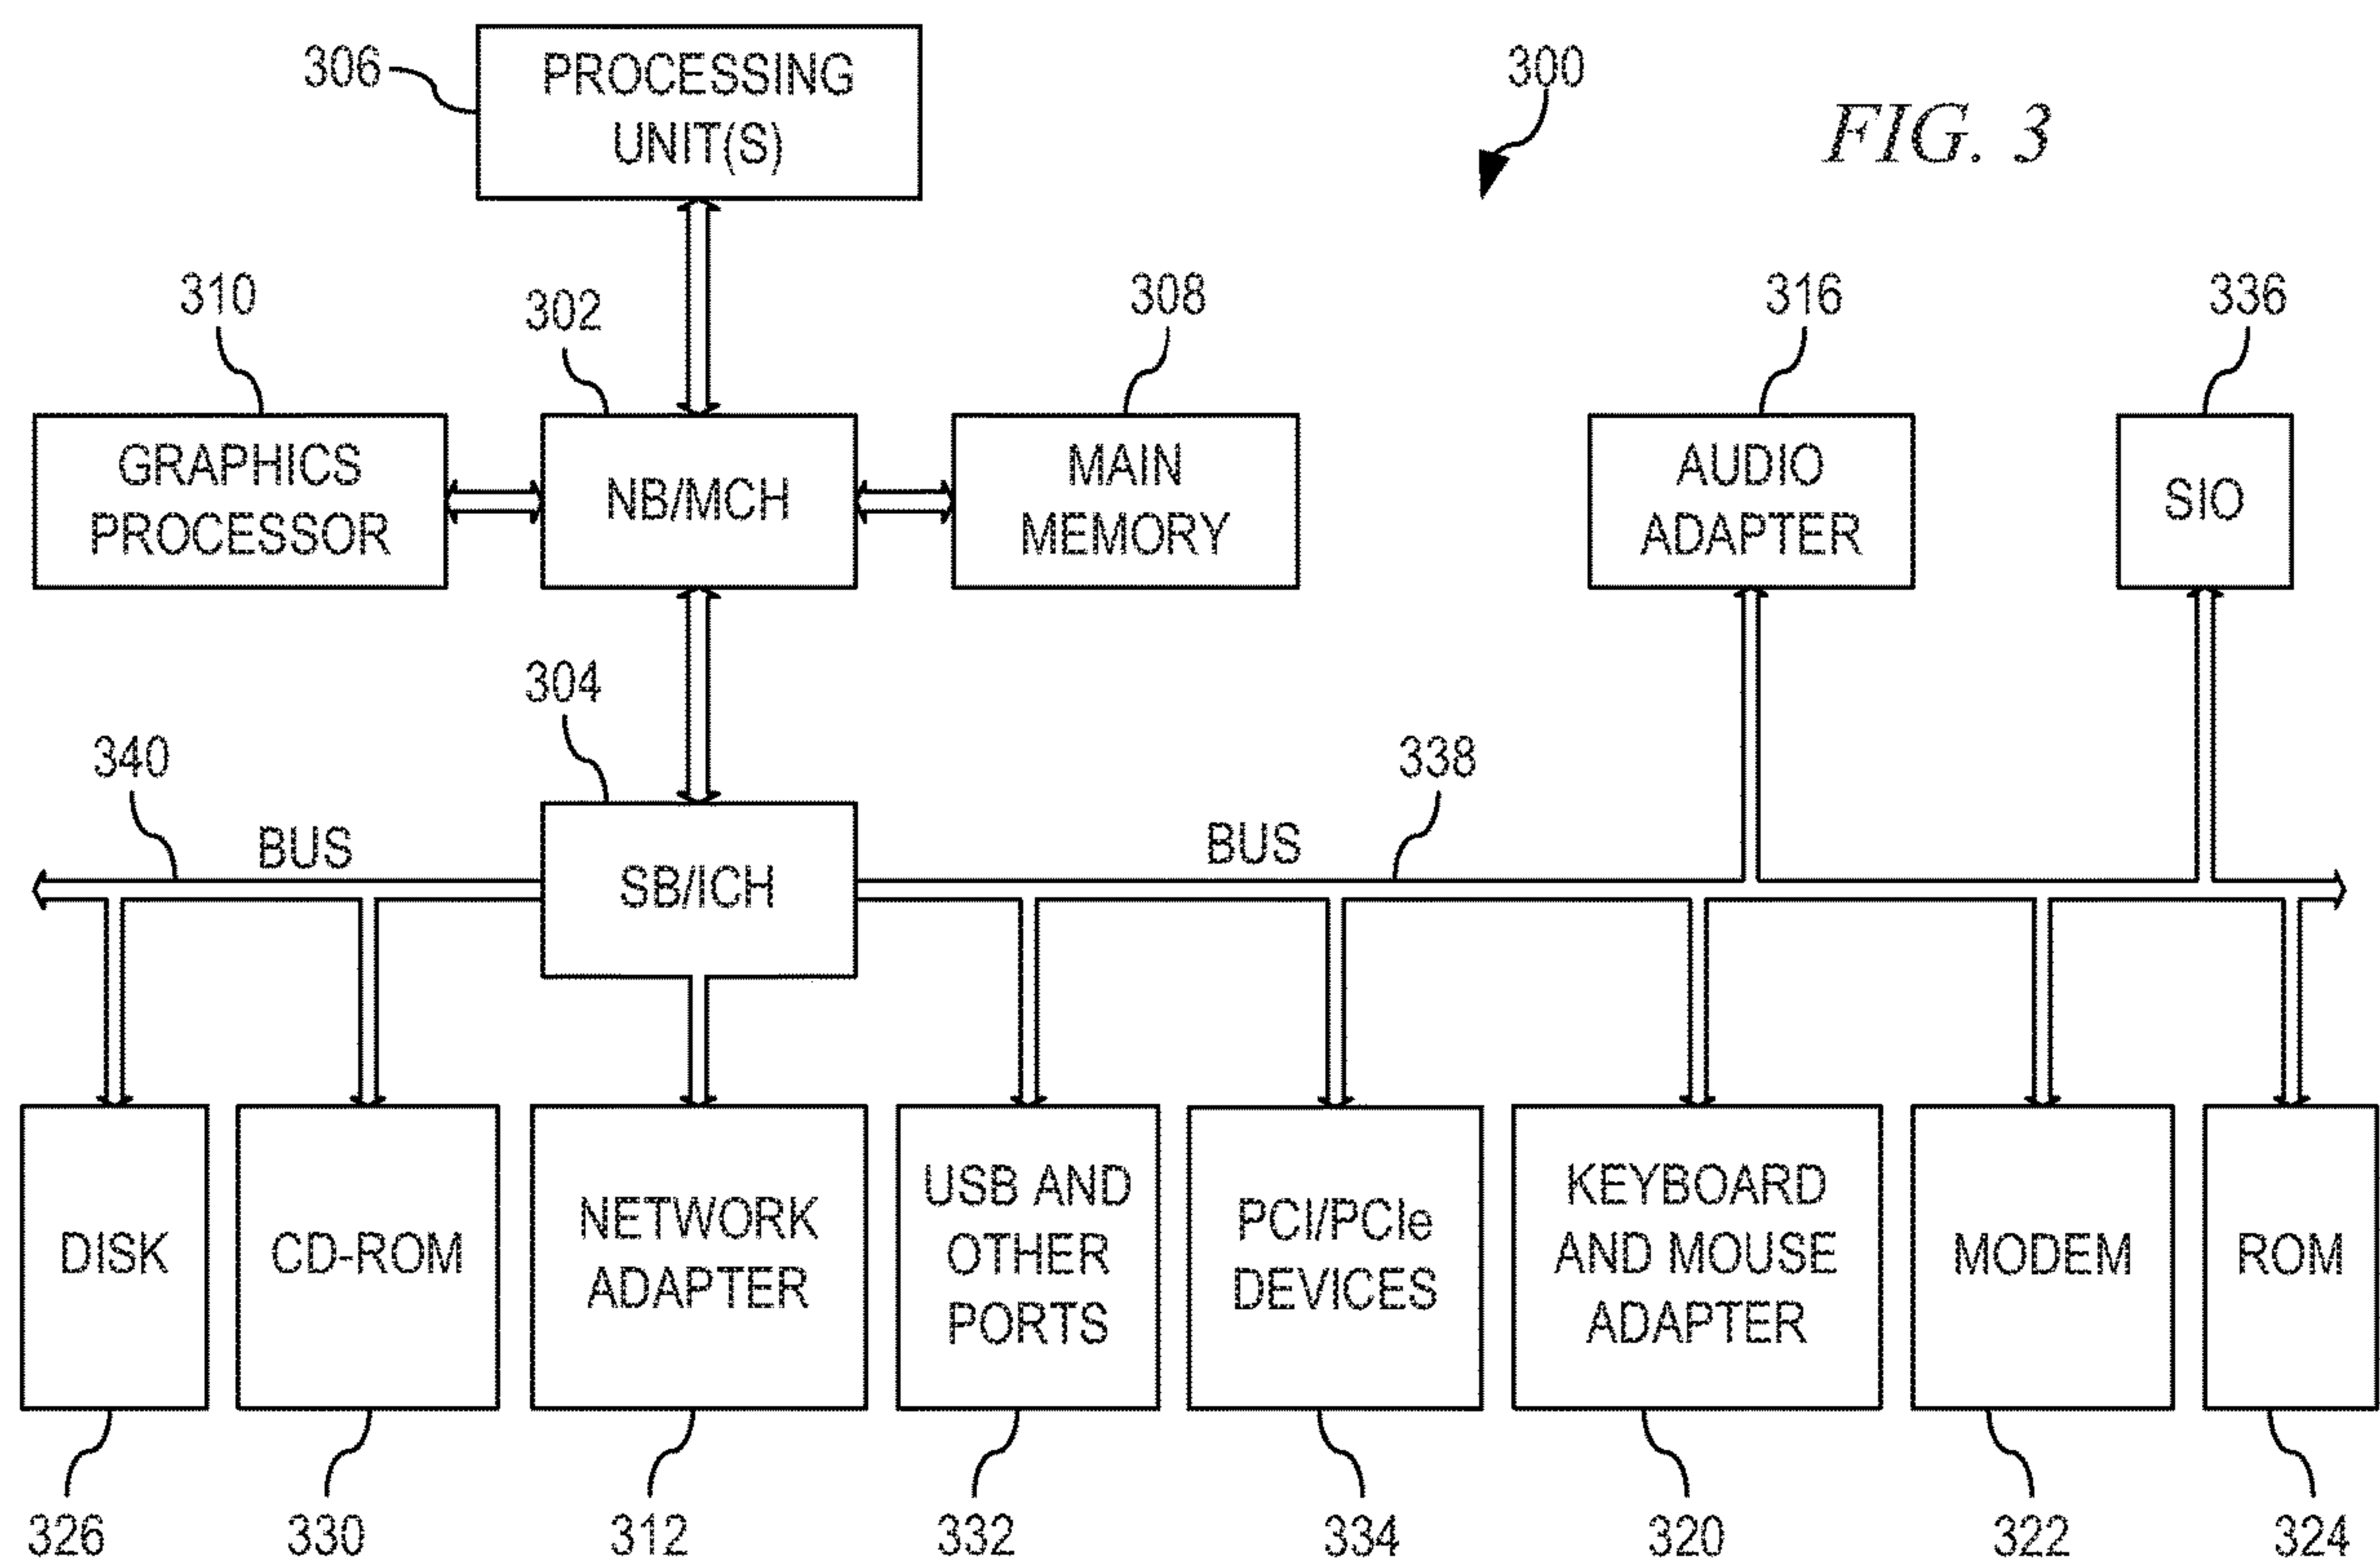 306
PROCESSING
UNIT(S)
300
FIG. 3
310
302
308
316
336
GRAPHICS
PROCESSOR
NB/MCH
MAIN
MEMORY
AUDIO
ADAPTER
SIO
304
340
338
BUS
SB/ICH
BUS
DISK
CD-ROM
NETWORK
ADAPTER
USB AND
OTHER
PORTS
PCI/PCIe
DEVICES
KEYBOARD
AND MOUSE
ADAPTER
MODEM
ROM
326
330
312
332
334
320
322
324